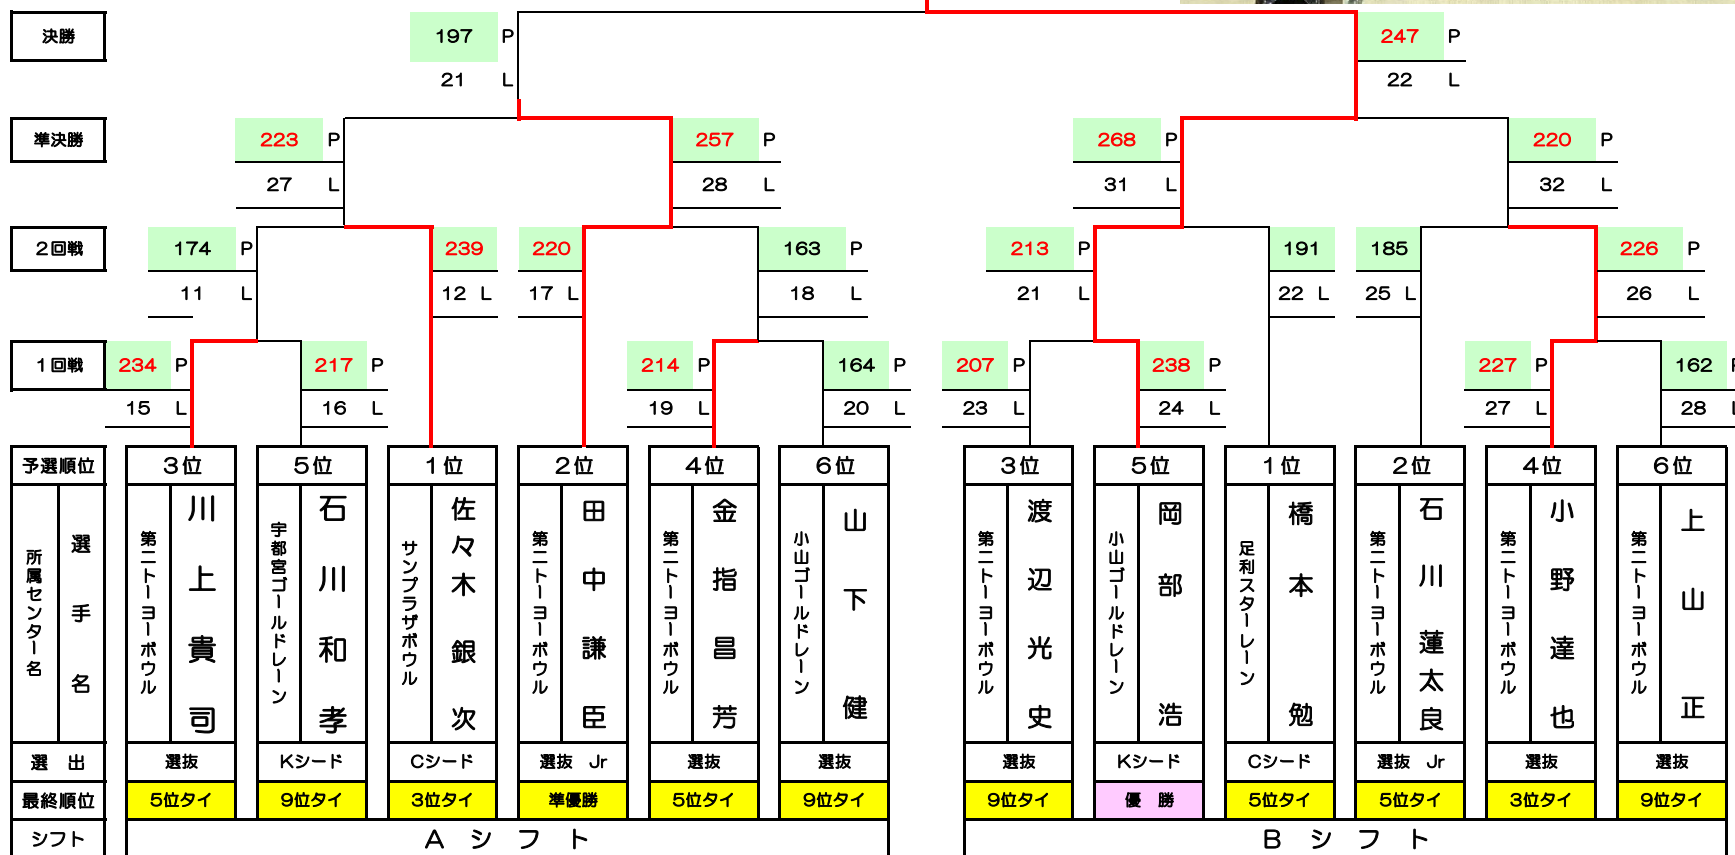 決勝 197 P 247 P
21 L 22 L
準決勝 223 P 257 P 268 P 220 P
27 L 28 L 31 L 32 L
2回戦 174 P 239 220 163 P 213 P 191 185 226 P
11 L 12 L 17 L 18 L 21 L 22 L 25 L 26 L
1回戦 234 P 217 P 214 P 164 P 207 P 238 P 227 P 162
15 L 16 L 19 L 20 L 23 L 24 L 27 L 28
予選順位 3位 5位 1位 2位 4位 6位 3位 5位 1位 2位 4位 6位
所属センター名
選手名
第二トーヨーボウル
川上貴司
宇都宮ゴールドレーン
石川和孝
サンプラザボウル
佐々木銀次
第二トーヨーボウル
田中謙臣
第二トーヨーボウル
金指昌芳
小山ゴールドレーン
山下健
第二トーヨーボウル
渡辺光史
小山ゴールドレーン
岡部浩
足利スターレーン
橋本勉
第二トーヨーボウル
石川蓮太良
第二トーヨーボウル
小野達也
第二トーヨーボウル
上山正
選出 選抜 Kシード Cシード 選抜 Jr 選抜 選抜 選抜 Kシード Cシード 選抜 Jr 選抜 選抜
最終順位 5位タイ 9位タイ 3位タイ 準優勝 5位タイ 9位タイ 9位タイ 優勝 5位タイ 5位タイ 3位タイ 9位タイ
シフト Aシフト Bシフト